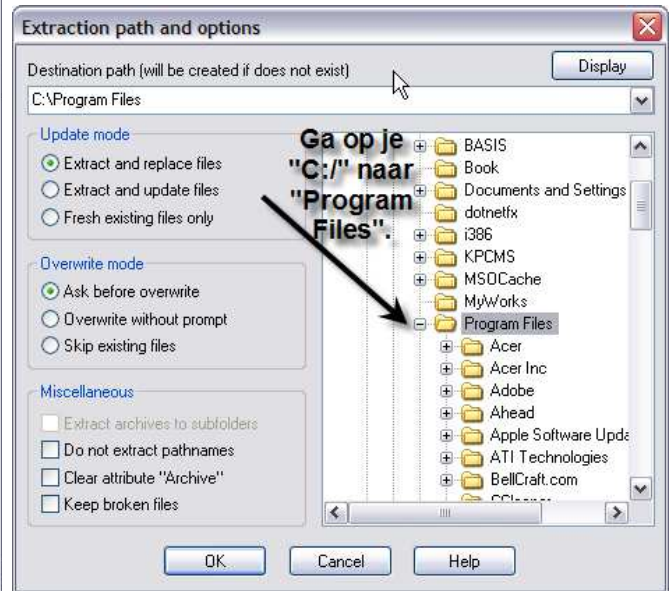 Extraction path and options
Destination path (will be created if does not exist)
Display
C:\Program Files
Update mode
Extract and replace files
Extract and update files
Fresh existing files only
Overwrite mode
Ask before overwrite
Overwrite without prompt
Skip existing files
Miscellaneous
Extract archives to subfolders
Do not extract pathnames
Clear attribute "Archive"
Keep broken files
Ga op je
"C:/" naar
"Program
Files".
BASIS
Book
Documents and Settings
dotnetfx
i386
KPCMS
MSOCache
MyWorks
Program Files
Acer
Acer Inc
Adobe
Ahead
Apple Software Upda
ATI Technologies
BellCraft.com
OK
Cancel
Help